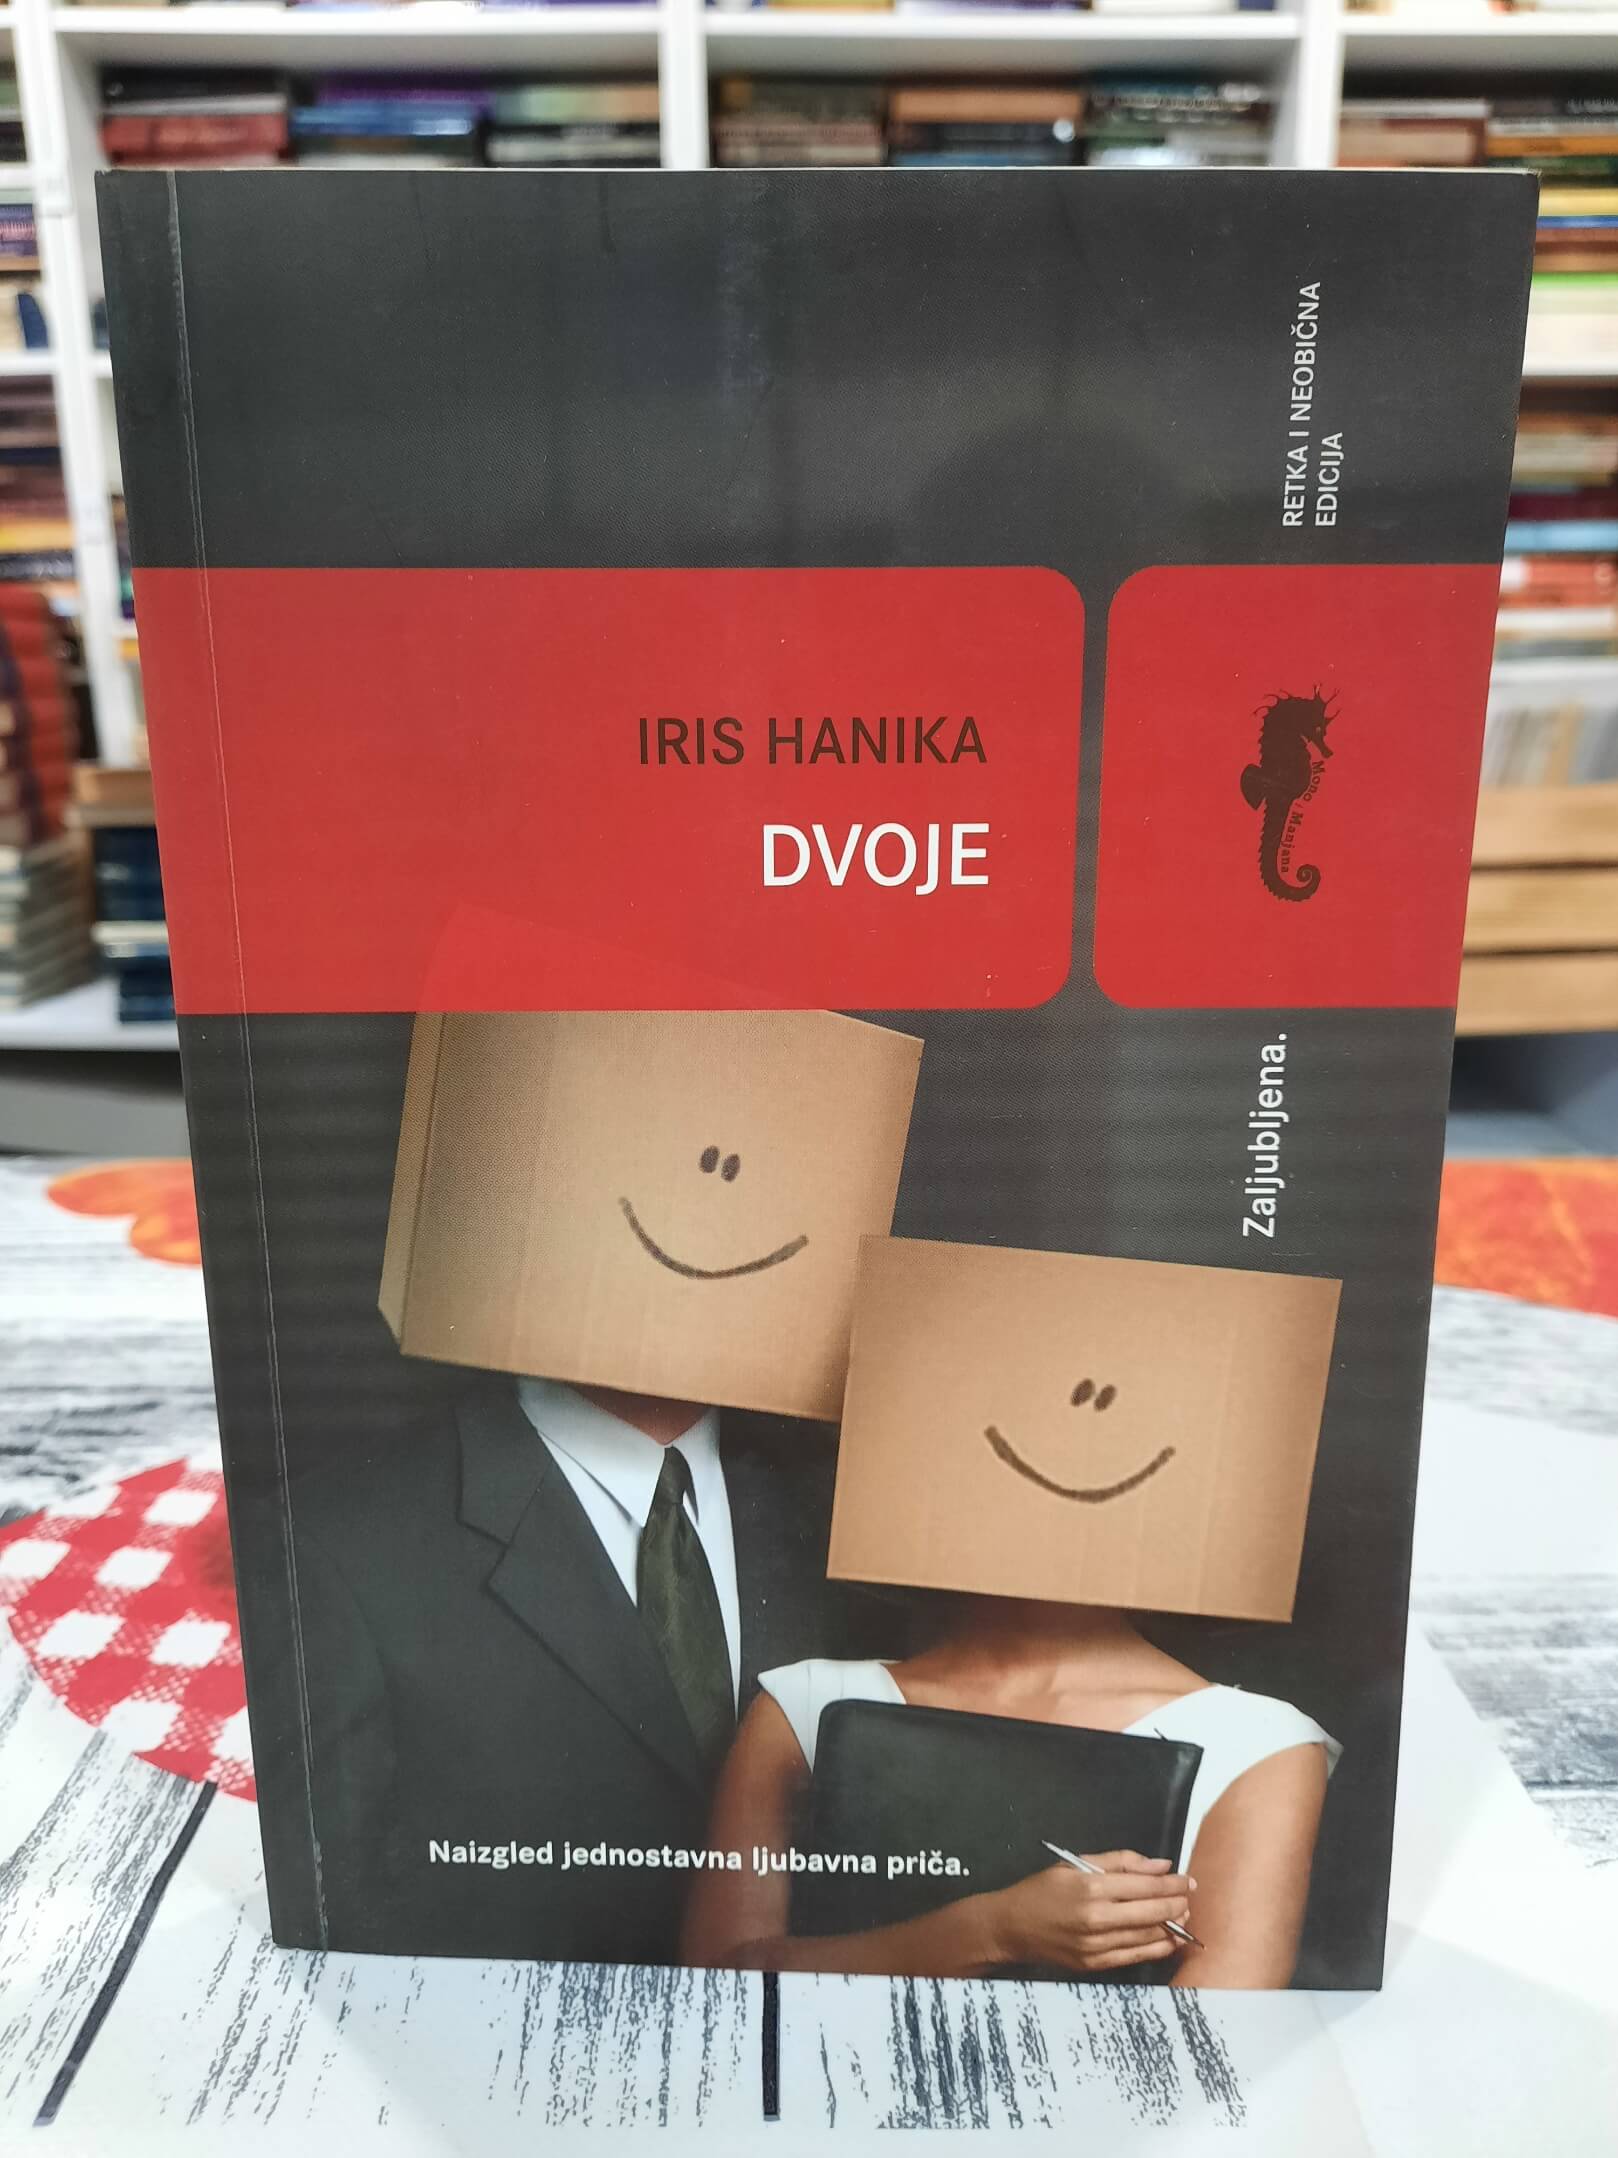 RETKA I NEOBIČNA
EDICIJA
IRIS HANIKA
DVOJE
Mono i Manjana
Zaljubljena.
Naizgled jednostavna ljubavna priča.